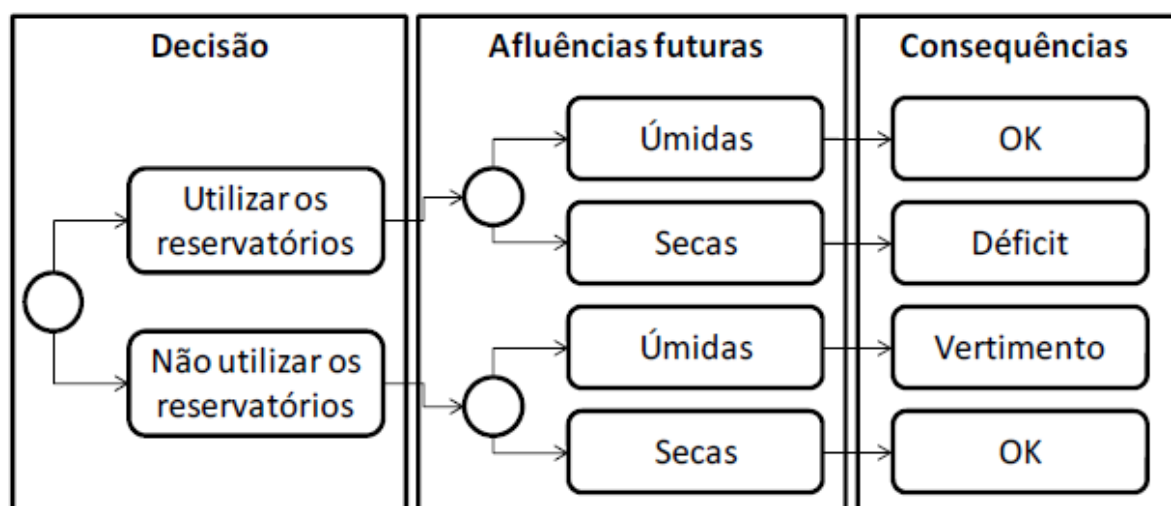 Decisão
Afluências futuras
Consequências
Utilizar os
reservatórios
Não utilizar os
reservatórios
Úmidas
Secas
Úmidas
Secas
OK
Déficit
Vertimento
OK